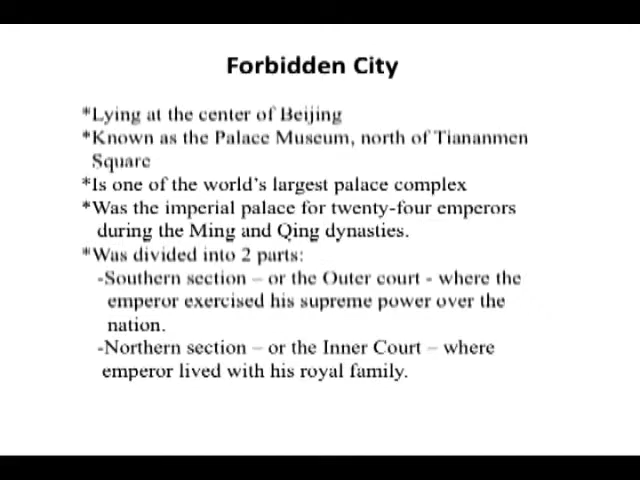 Forbidden City
*Lying at the center of Beijing
*Known as the Palace Museum, north of Tiananmen
Square
*Is one of the world's largest palace complex
*Was the imperial palace for twenty-four emperors
during the Ming and Qing dynasties.
*Was divided into 2 parts:
-Southern section – or the Outer court - where the
emperor exercised his supreme power over the
nation.
-Northern section – or the Inner Court – where
emperor lived with his royal family.